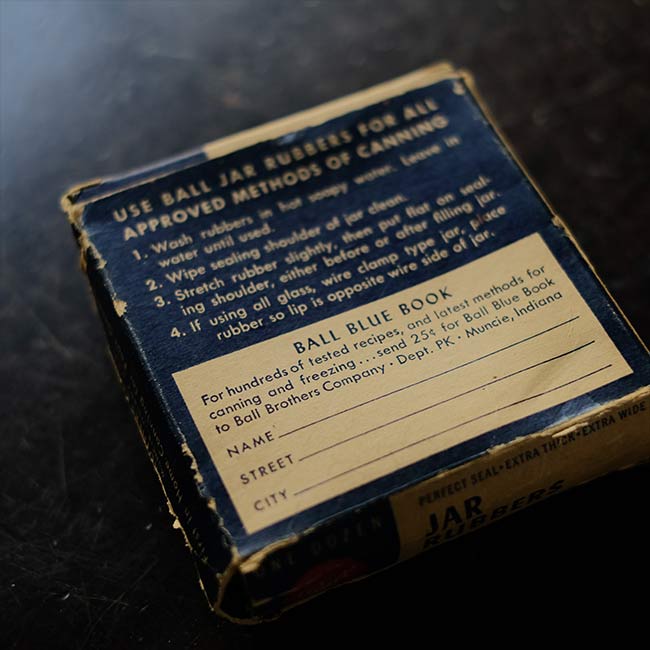 USE BALL JAR RUBBERS FOR ALL
APPROVED METHODS OF CANNING
1. Wash rubbers in hot soapy water. Leave in
water until used.
2. Wipe sealing shoulder of jar clean.
3. Stretch rubber slightly, then put flat on seal-
ing shoulder, either before or after filling jar.
4. If using all glass, wire clamp type jar, place
rubber so lip is opposite wire side of jar.
BALL BLUE BOOK
For hundreds of tested recipes, and latest methods for
canning and freezing...send 25¢ for Ball Blue Book
to Ball Brothers Company • Dept. PK • Muncie, Indiana
NAME
STREET
CITY
PERFECT SEAL•EXTRA THICK•EXTRA WIDE
ONE DOZEN
JAR
RUBBERS